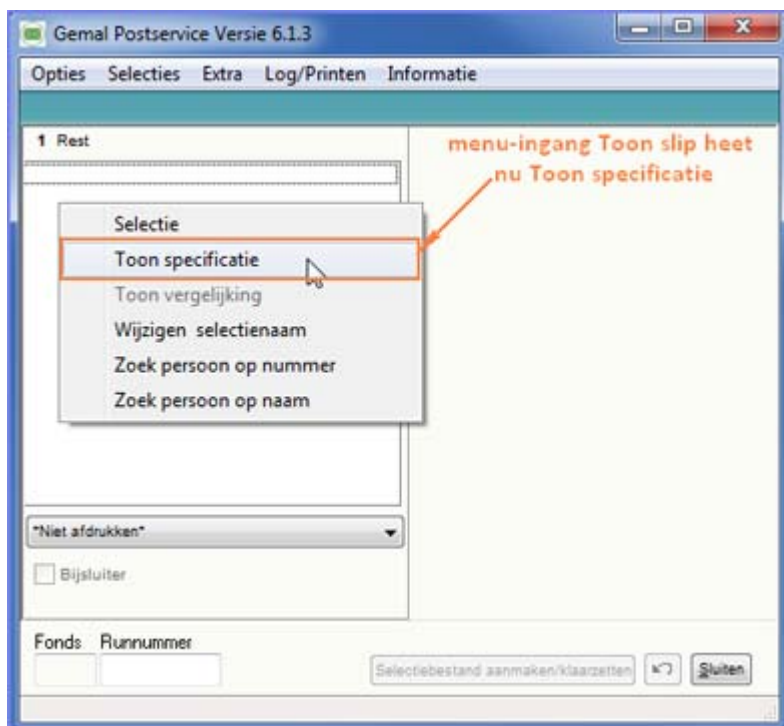 Gemal Postservice Versie 6.1.3
Opties Selecties Extra Log/Printen Informatie
1 Rest
menu-ingang Toon slip heet
nu Toon specificatie
Selectie
Toon specificatie
Toon vergelijking
Wijzigen selectienaam
Zoek persoon op nummer
Zoek persoon op naam
*Niet afdrukken*
Bijsluiter
Fonds Runnummer
Selectiebestand aanmaken/klaarzetten Sluiten